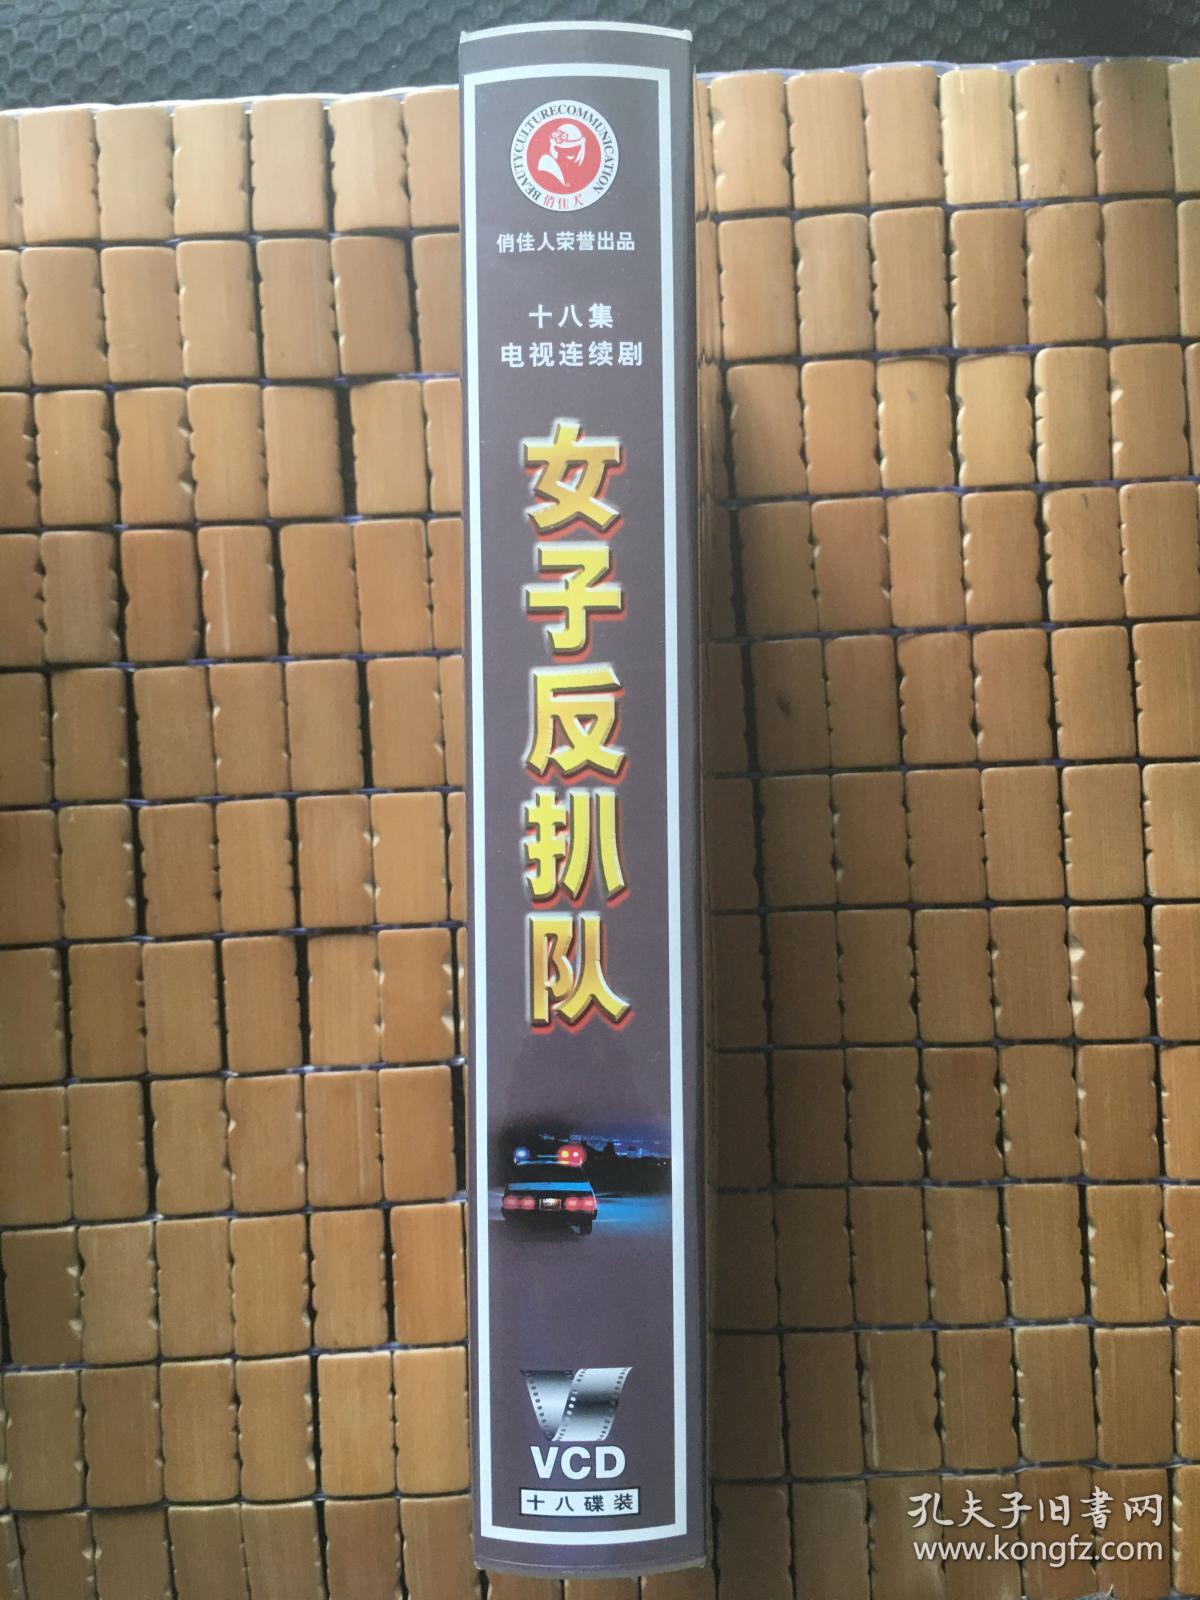 BEAUTYCULTURECOMMUNICATION
俏佳人
俏佳人荣誉出品
十八集
电视连续剧
女子反扒队
VCD
十八碟装
孔夫子旧書网
www.kongfz.com